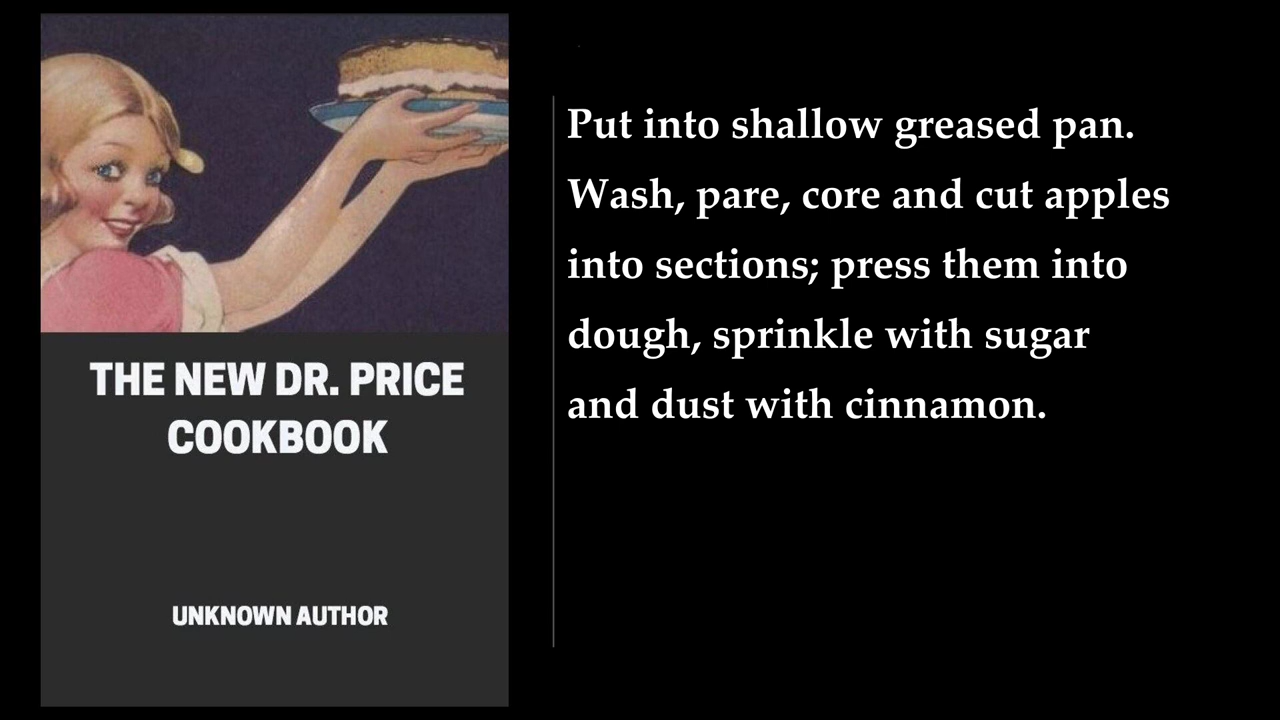 THE NEW DR. PRICE
COOKBOOK
UNKNOWN AUTHOR
Put into shallow greased pan.
Wash, pare, core and cut apples
into sections; press them into
dough, sprinkle with sugar
and dust with cinnamon.